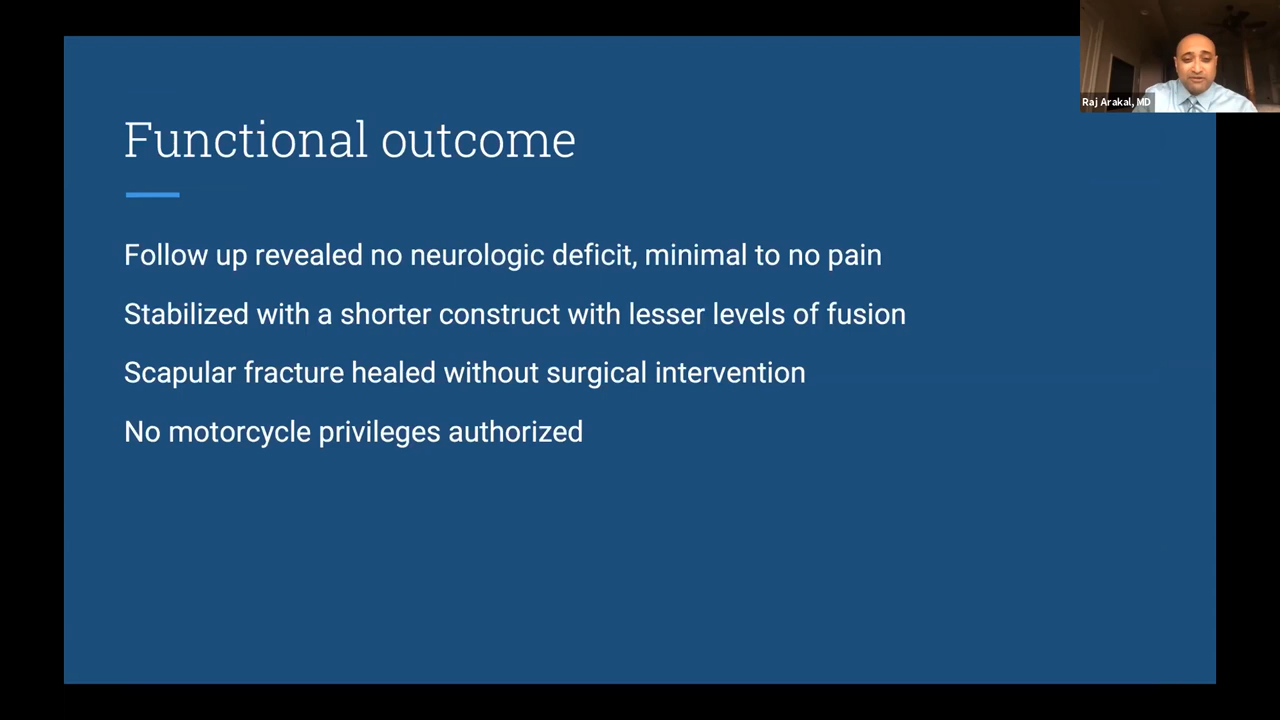 Raj Arakal, MD
Functional outcome
Follow up revealed no neurologic deficit, minimal to no pain
Stabilized with a shorter construct with lesser levels of fusion
Scapular fracture healed without surgical intervention
No motorcycle privileges authorized